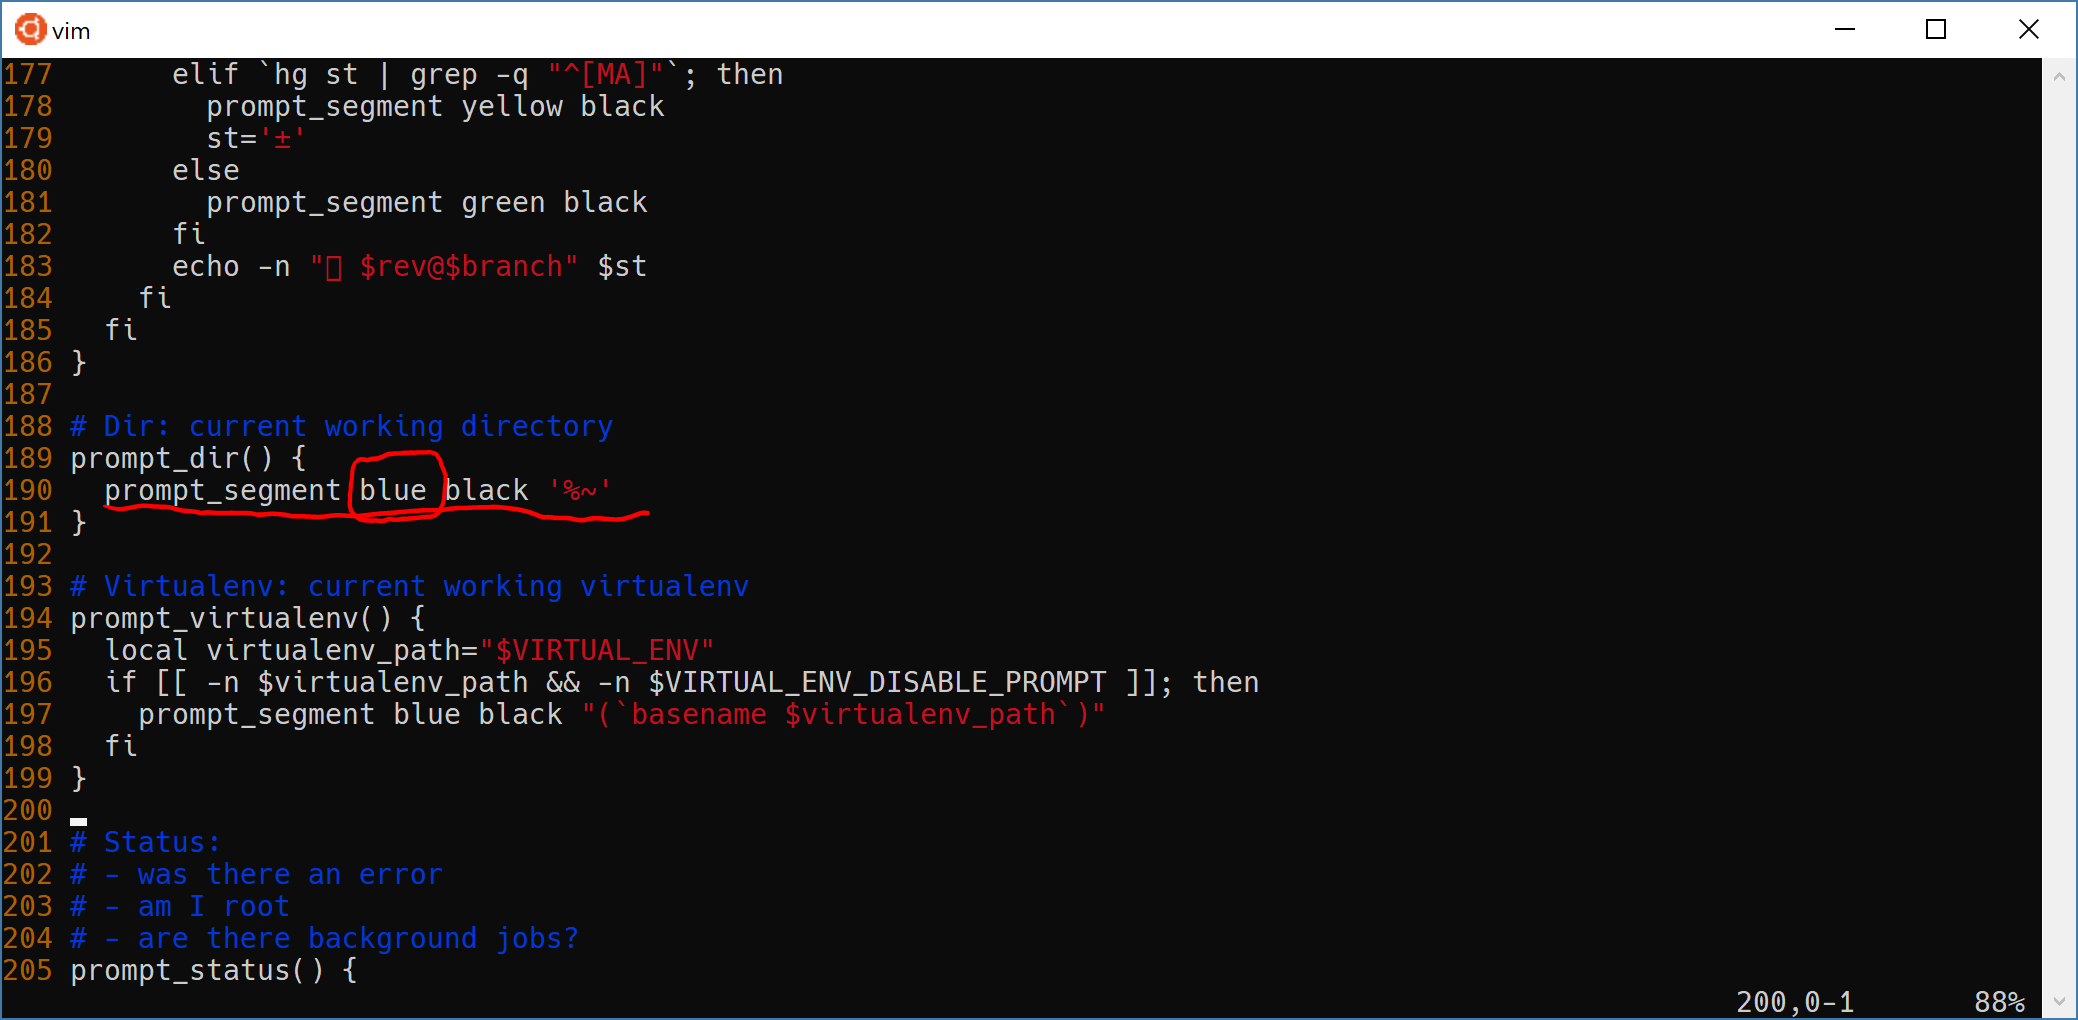 vim
177       elif `hg st | grep -q "^[MA]"`; then
178         prompt_segment yellow black
179         st='±'
180       else
181         prompt_segment green black
182       fi
183       echo -n "▯ $rev@$branch" $st
184     fi
185   fi
186 }
187
188 # Dir: current working directory
189 prompt_dir() {
190   prompt_segment blue black '%~'
191 }
192
193 # Virtualenv: current working virtualenv
194 prompt_virtualenv() {
195   local virtualenv_path="$VIRTUAL_ENV"
196   if [[ -n $virtualenv_path && -n $VIRTUAL_ENV_DISABLE_PROMPT ]]; then
197     prompt_segment blue black "(`basename $virtualenv_path`)"
198   fi
199 }
200
201 # Status:
202 # - was there an error
203 # - am I root
204 # - are there background jobs?
205 prompt_status() {
200,0-1 88%